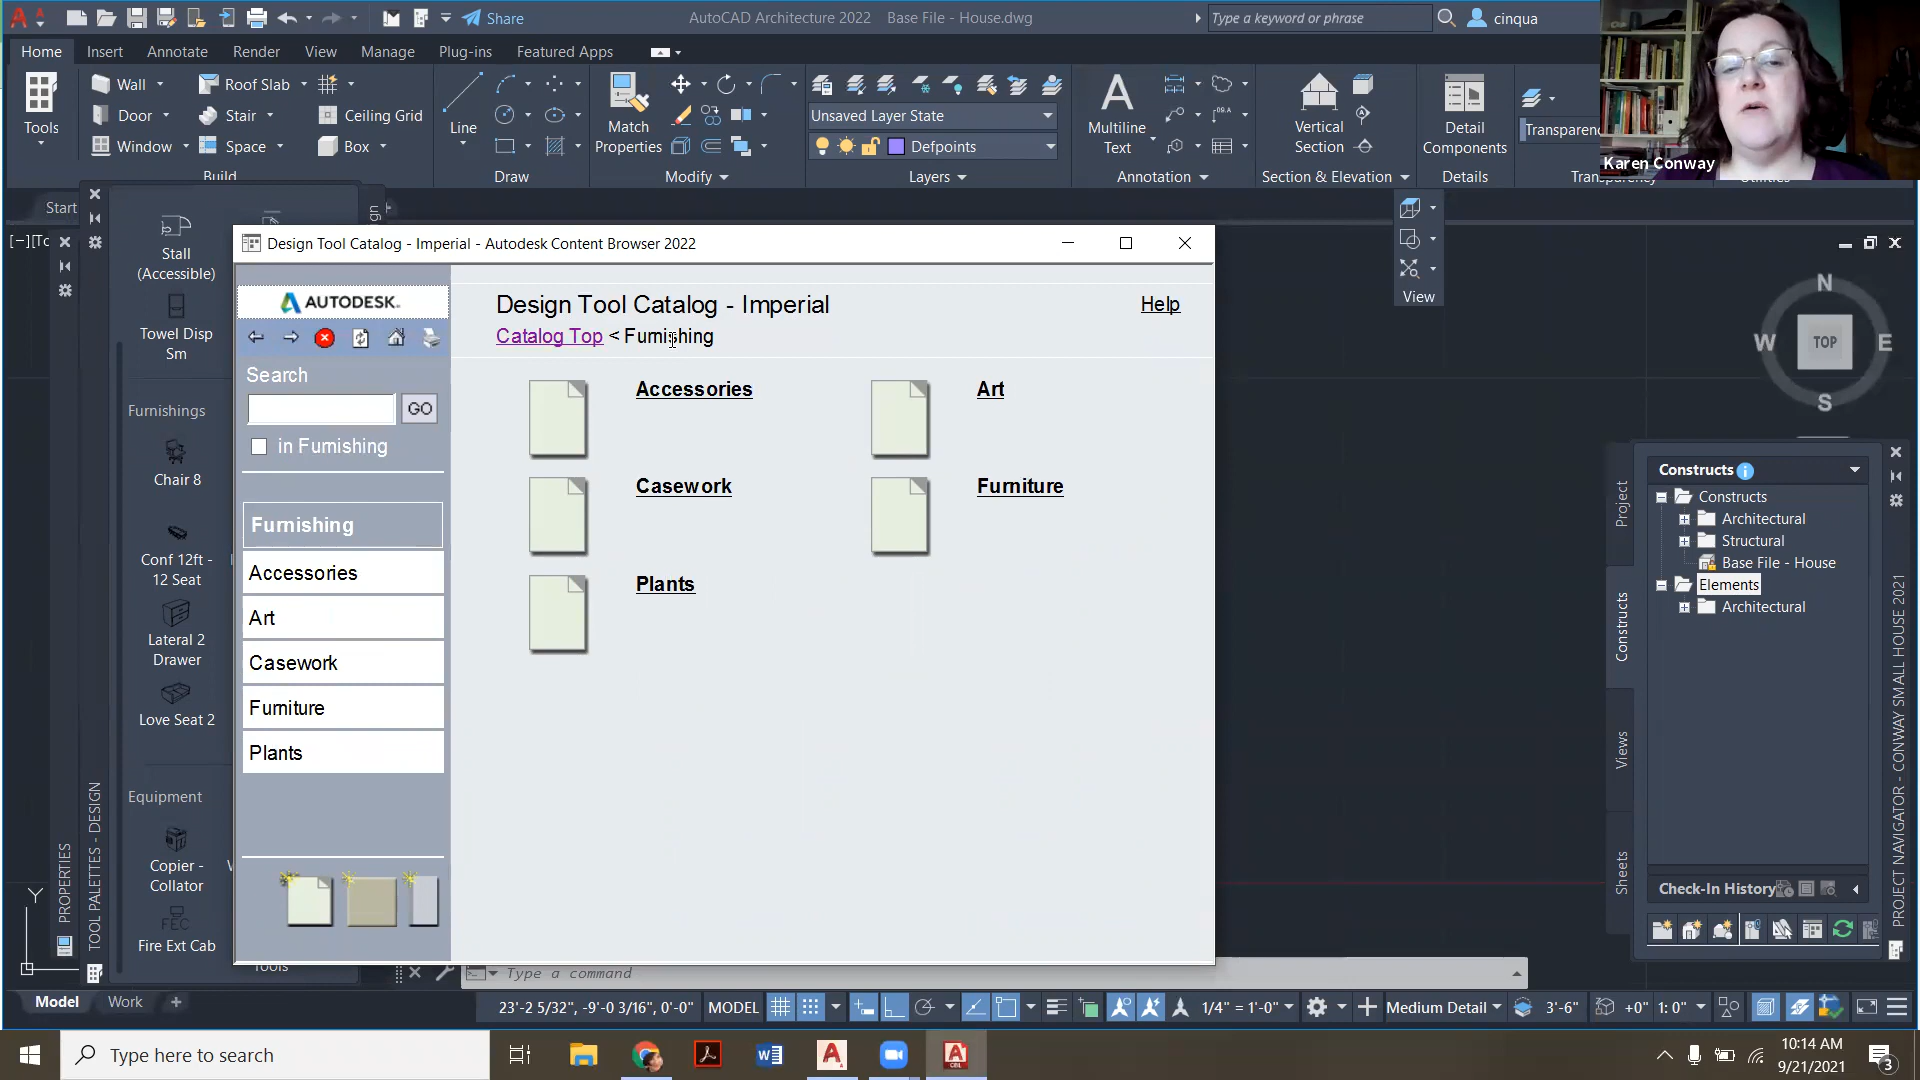 Share
AutoCAD Architecture 2022 Base File - House.dwg
Type a keyword or phrase
cinqua
Home Insert Annotate Render View Manage Plug-ins Featured Apps
Tools
Wall
Door
Window
Roof Slab
Stair
Space
Ceiling Grid
Box
Build
Line
Draw
Match
Properties
Modify
Unsaved Layer State
Defpoints
Layers
A
Multiline
Text
Annotation
Vertical
Section
Section & Elevation
Detail
Components
Details
Karen Conway
Start
View
N
W TOP E
S
Stall
(Accessible)
Towel Disp
Sm
Furnishings
Chair 8
Conf 12ft -
12 Seat
Lateral 2
Drawer
Love Seat 2
Equipment
Copier -
Collator
FEC
Fire Ext Cab
Tools
PROPERTIES
TOOL PALETTES - DESIGN
Y
Design Tool Catalog - Imperial - Autodesk Content Browser 2022
AUTODESK.
Search
GO
in Furnishing
Furnishing
Accessories
Art
Casework
Furniture
Plants
Design Tool Catalog - Imperial
Help
Catalog Top < Furnishing
Accessories
Art
Casework
Furniture
Plants
Project
Constructs
Views
Sheets
Constructs
Constructs
Architectural
Structural
Base File - House
Elements
Architectural
Check-In History
PROJECT NAVIGATOR - CONWAY SMALL HOUSE 2021
Type a command
Model Work +
23'-2 5/32", -9'-0 3/16", 0'-0" MODEL
1/4" = 1'-0"
Medium Detail
3'-6"
+0" 1: 0"
Type here to search
10:14 AM
9/21/2021
3